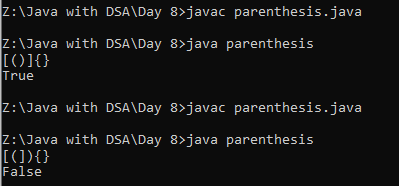 Z:\Java with DSA\Day 8>javac parenthesis.java
Z:\Java with DSA\Day 8>java parenthesis
[()]{}
True
Z:\Java with DSA\Day 8>javac parenthesis.java
Z:\Java with DSA\Day 8>java parenthesis
[(]){}
False